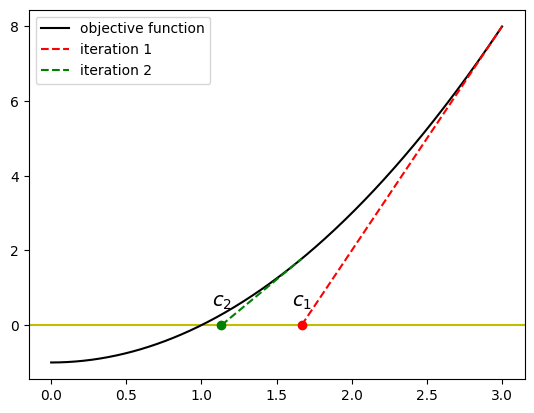 objective function
iteration 1
iteration 2
8
6
4
2
0
c₂
c₁
0.0 0.5 1.0 1.5 2.0 2.5 3.0